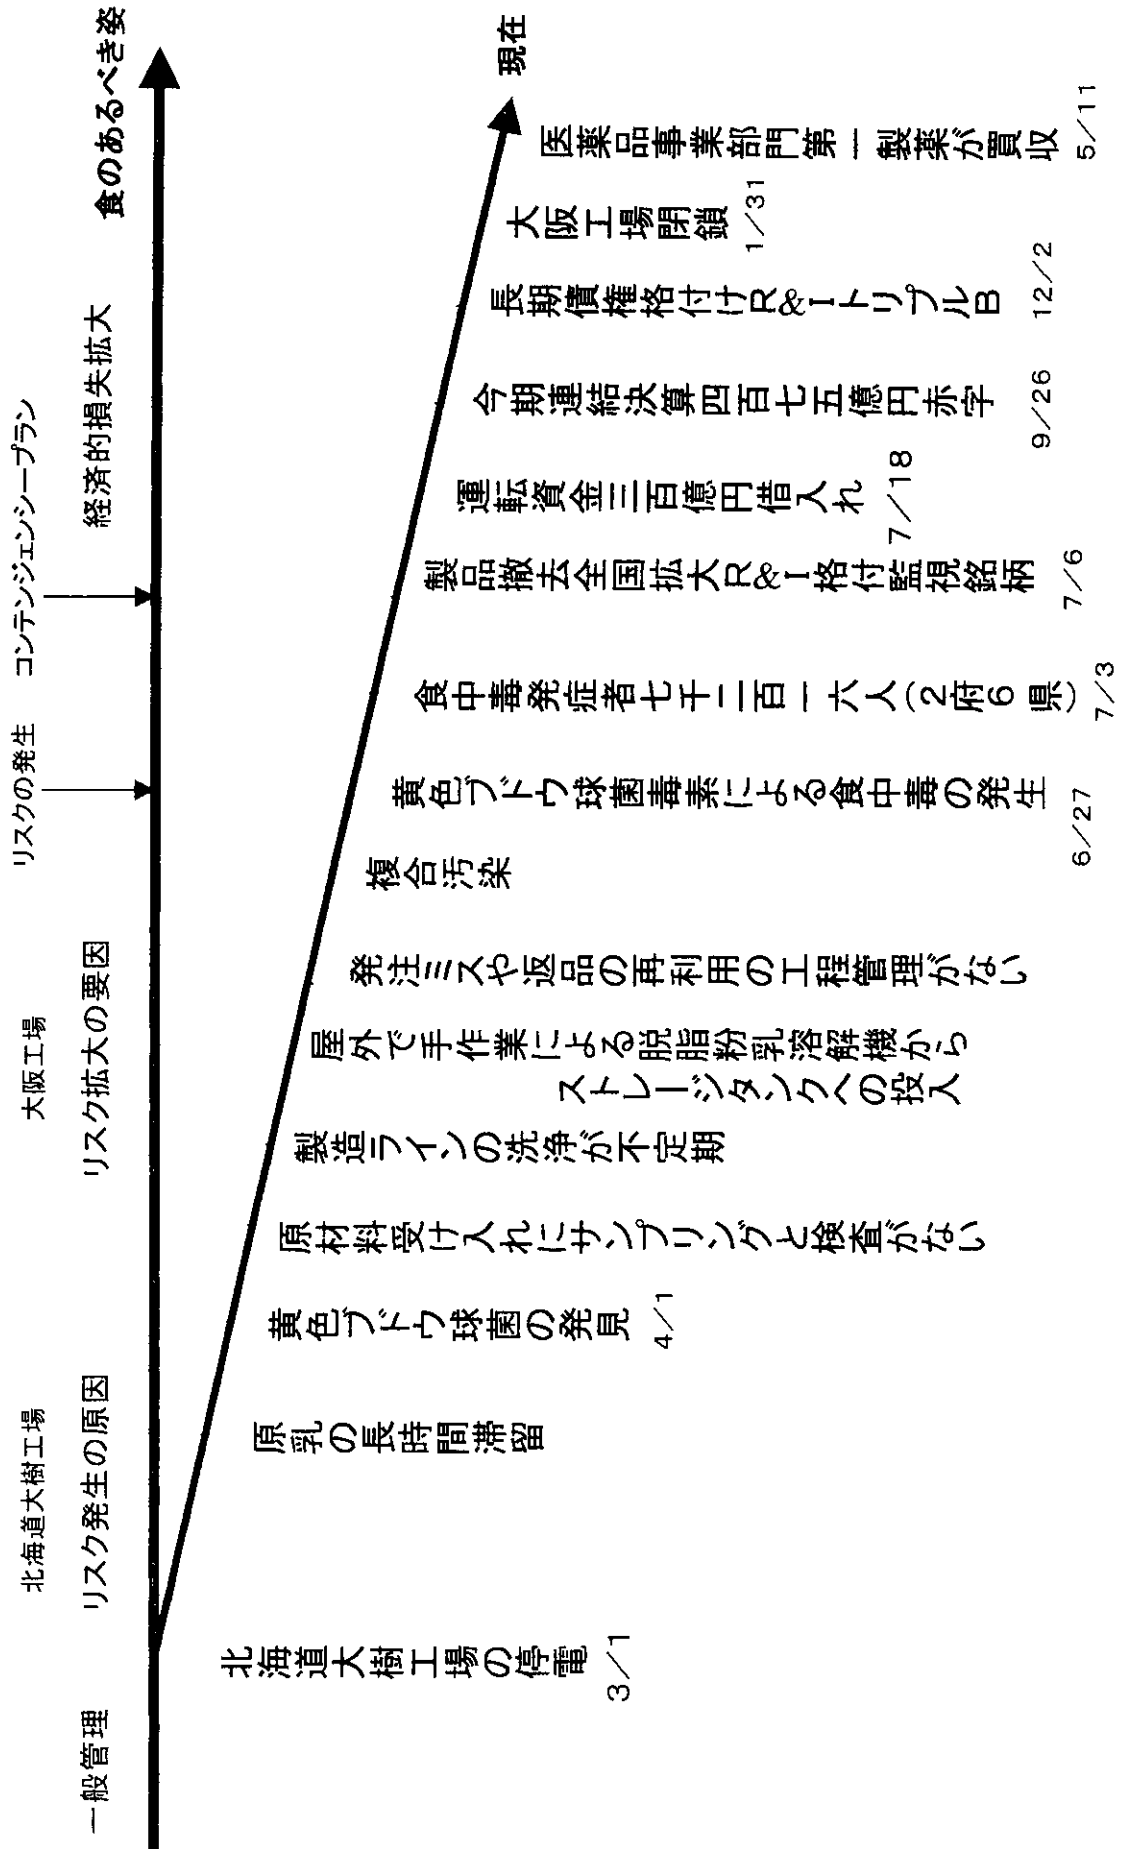 北海道大樹工場
大阪工場
リスクの発生
コンテンジェンシープラン
一般管理
リスク発生の原因
リスク拡大の要因
経済的損失拡大
食のあるべき姿
現在
北海道大樹工場の停電
3/1
原乳の長時間滞留
黄色ブドウ球菌の発見
4/1
原材料受け入れにサンプリングと検査がない
製造ラインの洗浄が不定期
屋外で手作業による脱脂粉乳溶解機から
ストレージタンクへの投入
発注ミスや返品の再利用の工程管理がない
複合汚染
黄色ブドウ球菌毒素による食中毒の発生
6/27
食中毒発症者七千二百一六人(2府6県)
7/3
製品撤去全国拡大R&I格付監視銘柄
7/6
運転資金三百億円借入れ
7/18
今期連結決算四百七五億円赤字
9/26
長期債権格付けR&IトリプルB
12/2
大阪工場閉鎖
1/31
医薬品事業部門第一製薬が買収
5/11